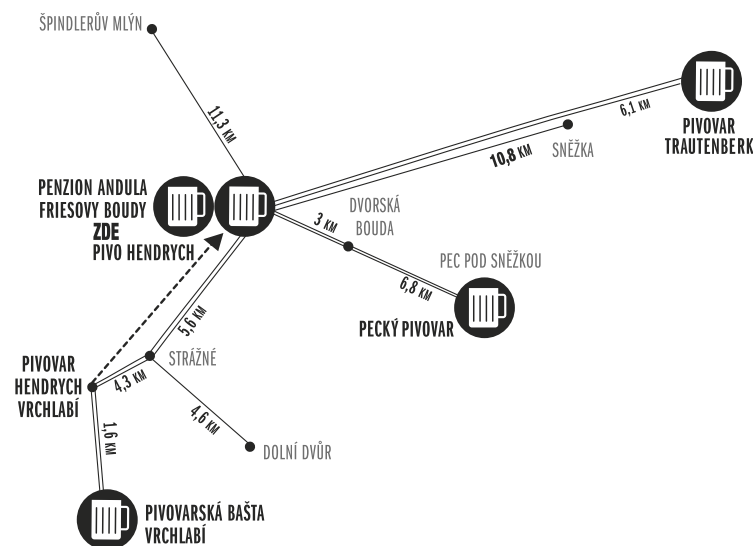 ŠPINDLERŮV MLÝN
11,3 KM
6,1 KM
PIVOVAR
TRAUTENBERK
10,8 KM
SNĚŽKA
PENZION ANDULA
FRIESOVY BOUDY
ZDE
PIVO HENDRYCH
DVORSKÁ
BOUDA
3 KM
PEC POD SNĚŽKOU
6,8 KM
PECKÝ PIVOVAR
5,6 KM
STRÁŽNÉ
PIVOVAR
HENDRYCH
VRCHLABÍ
4,3 KM
4,6 KM
1,6 KM
DOLNÍ DVŮR
PIVOVARSKÁ BAŠTA
VRCHLABÍ